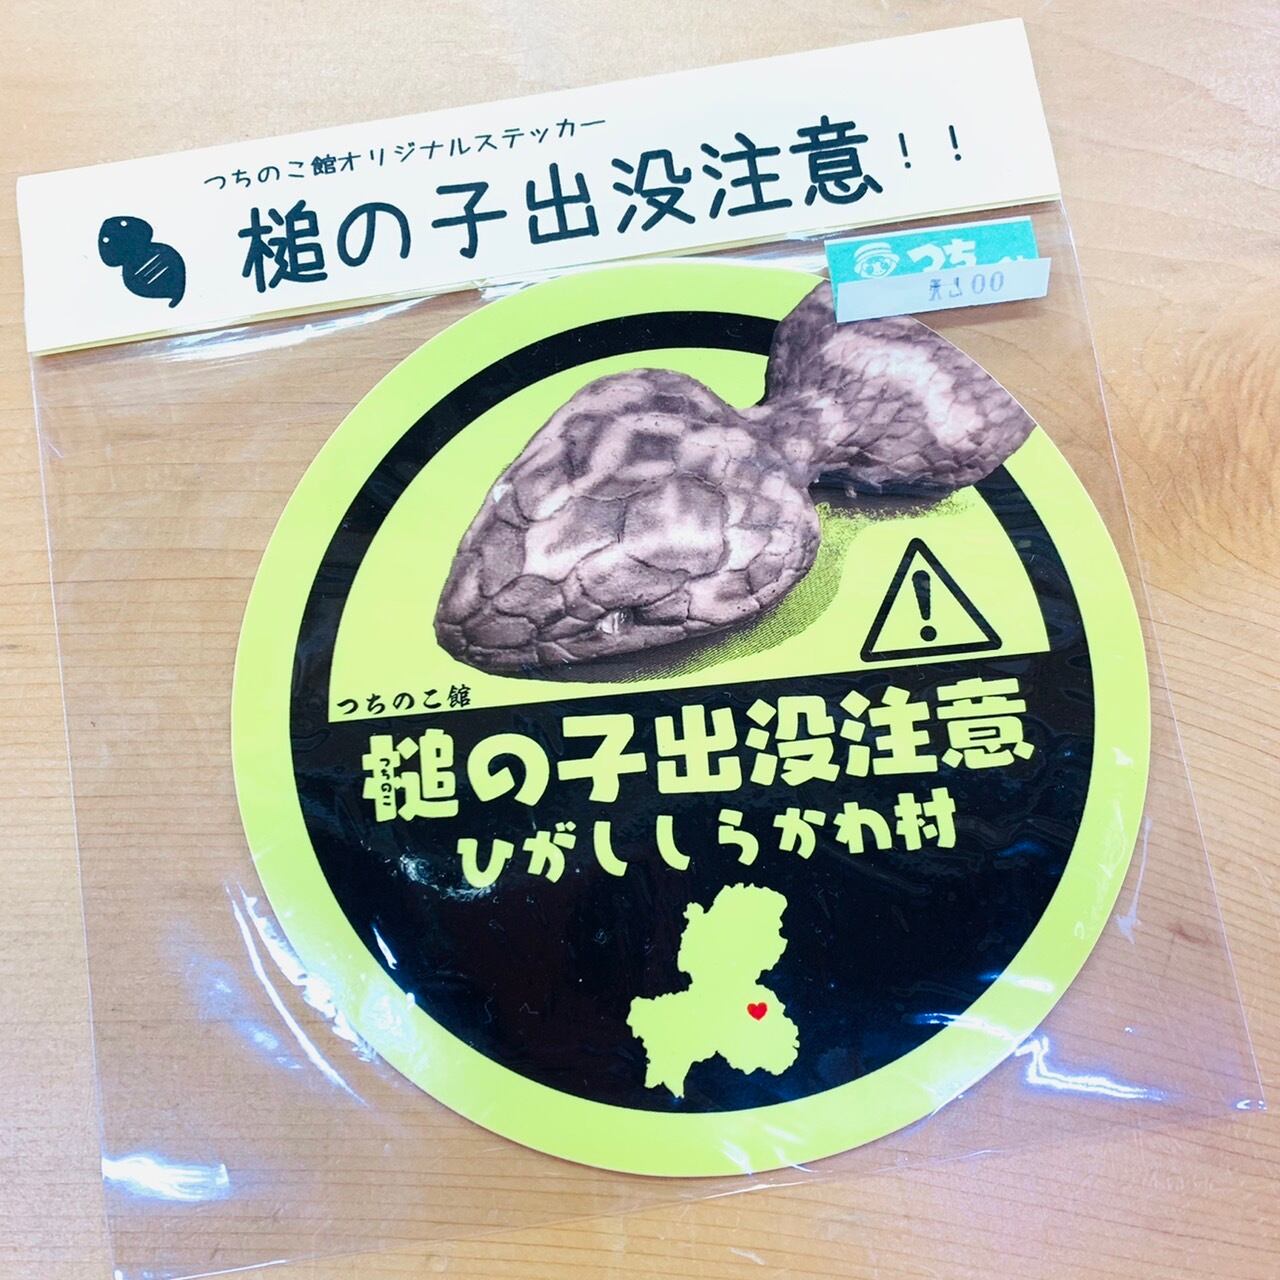 つちのこ館オリジナルステッカー
槌の子出没注意！！
つち
つちのこ館
槌の子出没注意
つちのこ
ひがししらかわ村